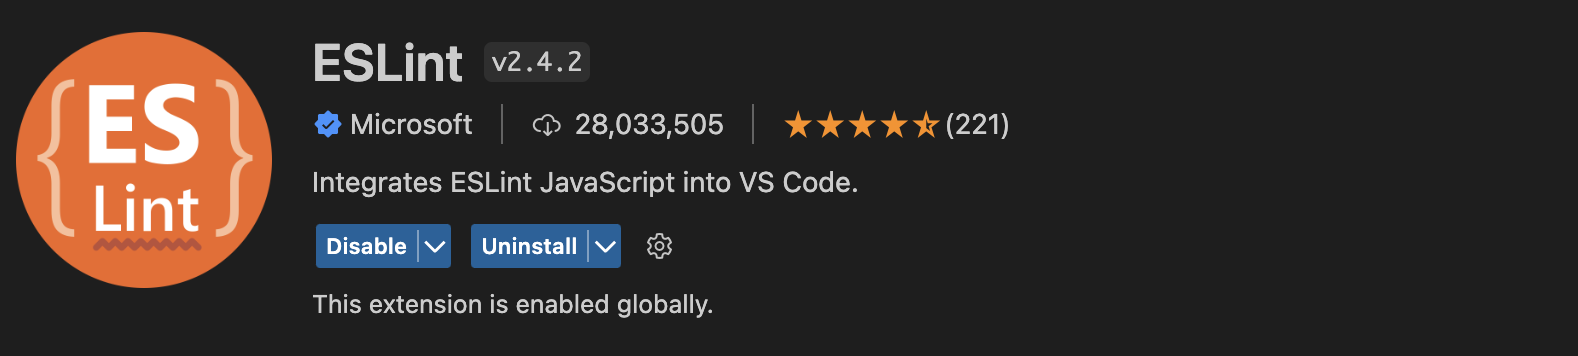 {ES}
Lint
ESLint v2.4.2
Microsoft 28,033,505 (221)
Integrates ESLint JavaScript into VS Code.
Disable Uninstall
This extension is enabled globally.